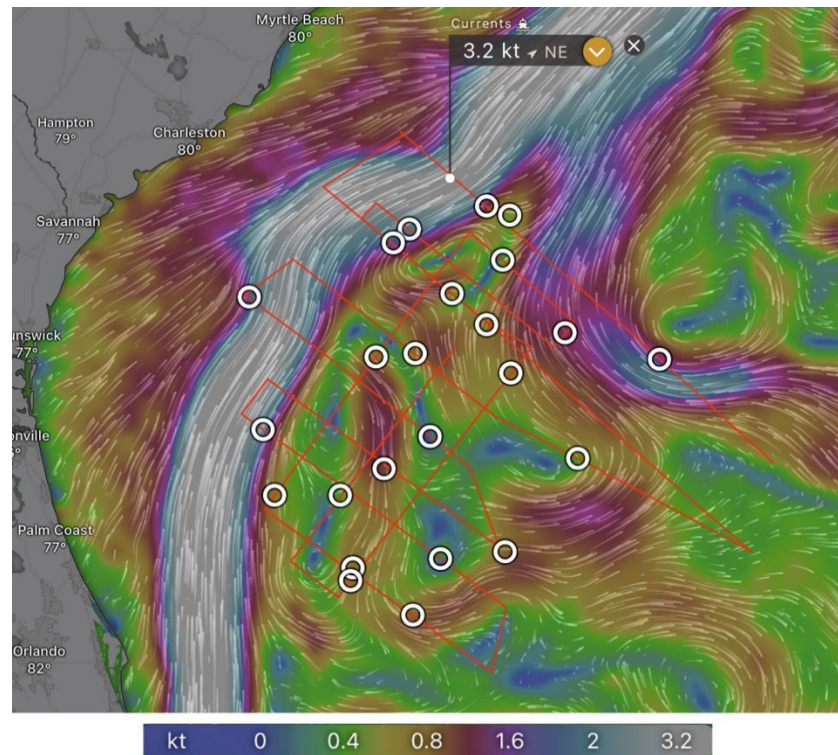 Myrtle Beach
80°
Currents
3.2 kt NE
Hampton
79°
Charleston
80°
Savannah
77°
unswick
77°
onville
Palm Coast
77°
Orlando
82°
kt 0 0.4 0.8 1.6 2 3.2